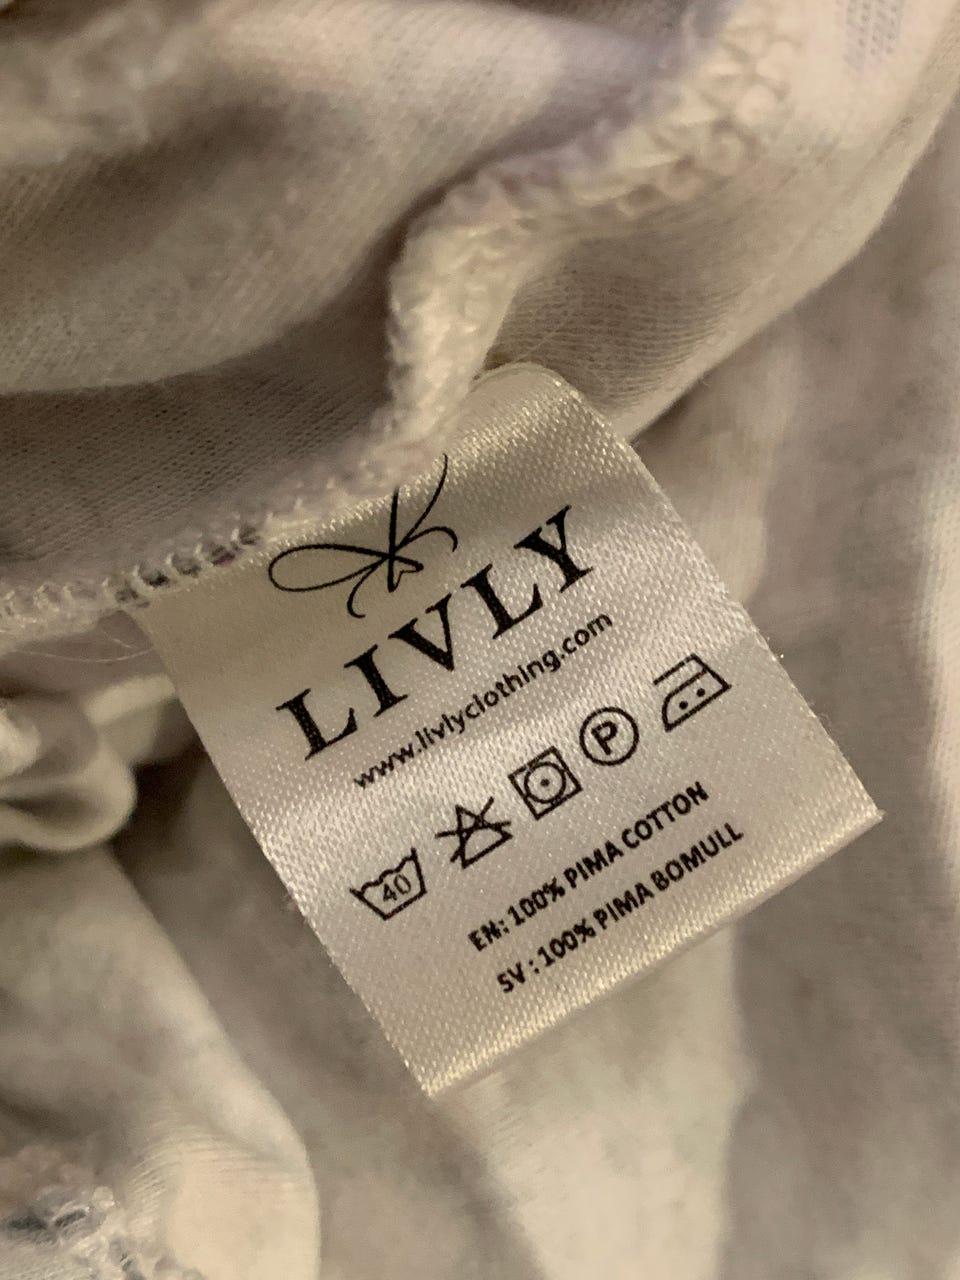 LIVLY
www.livlyclothing.com
40 P
EN: 100% PIMA COTTON
SV: 100% PIMA BOMULL